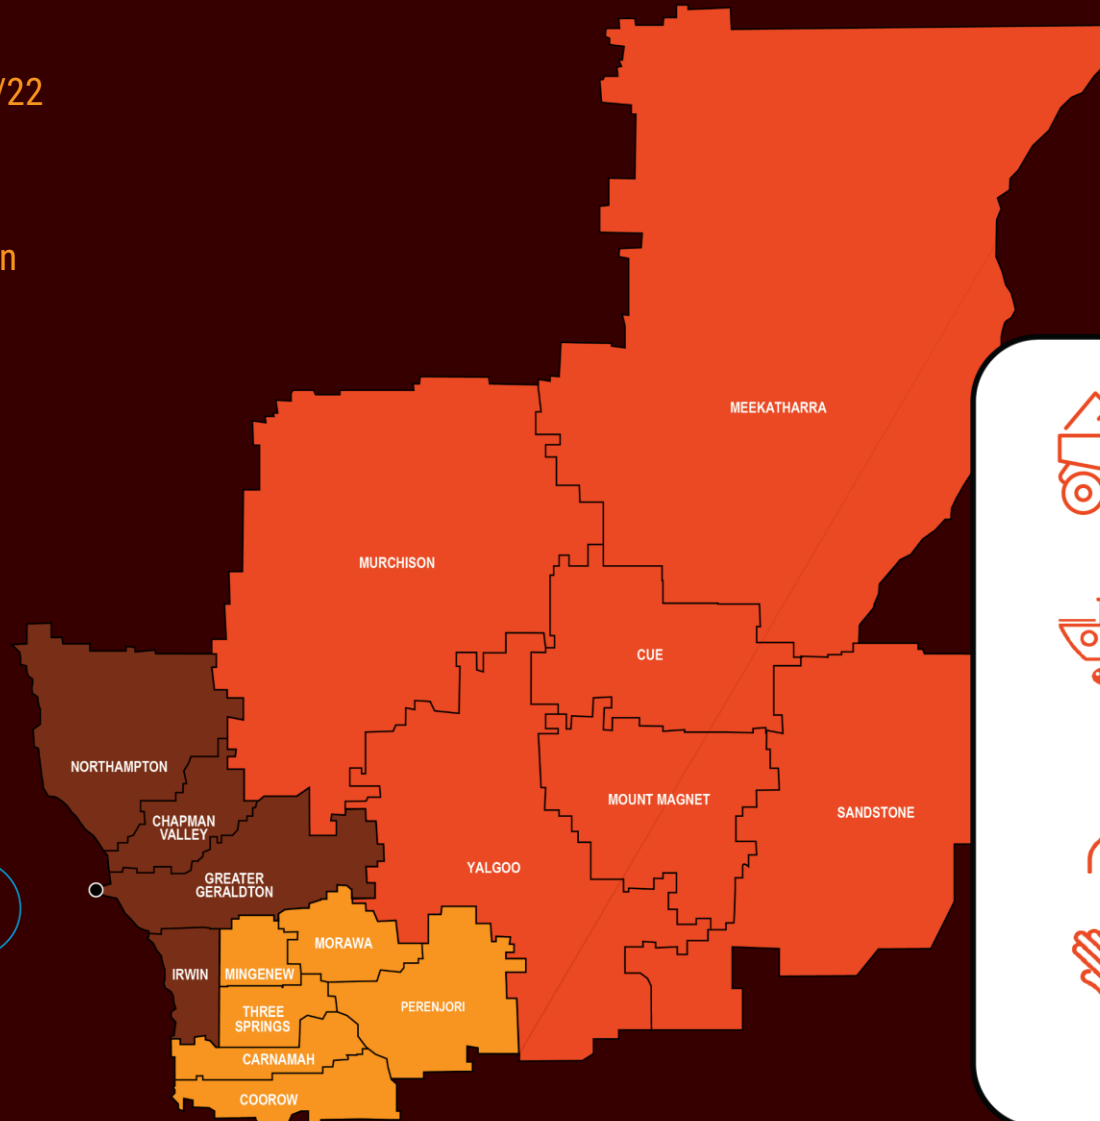 /22
n
MEEKATHARRA
MURCHISON
CUE
NORTHAMPTON
MOUNT MAGNET
SANDSTONE
CHAPMAN
VALLEY
YALGOO
GREATER
GERALDTON
MORAWA
IRWIN
MINGENEW
PERENJORI
THREE
SPRINGS
CARNAMAH
COOROW